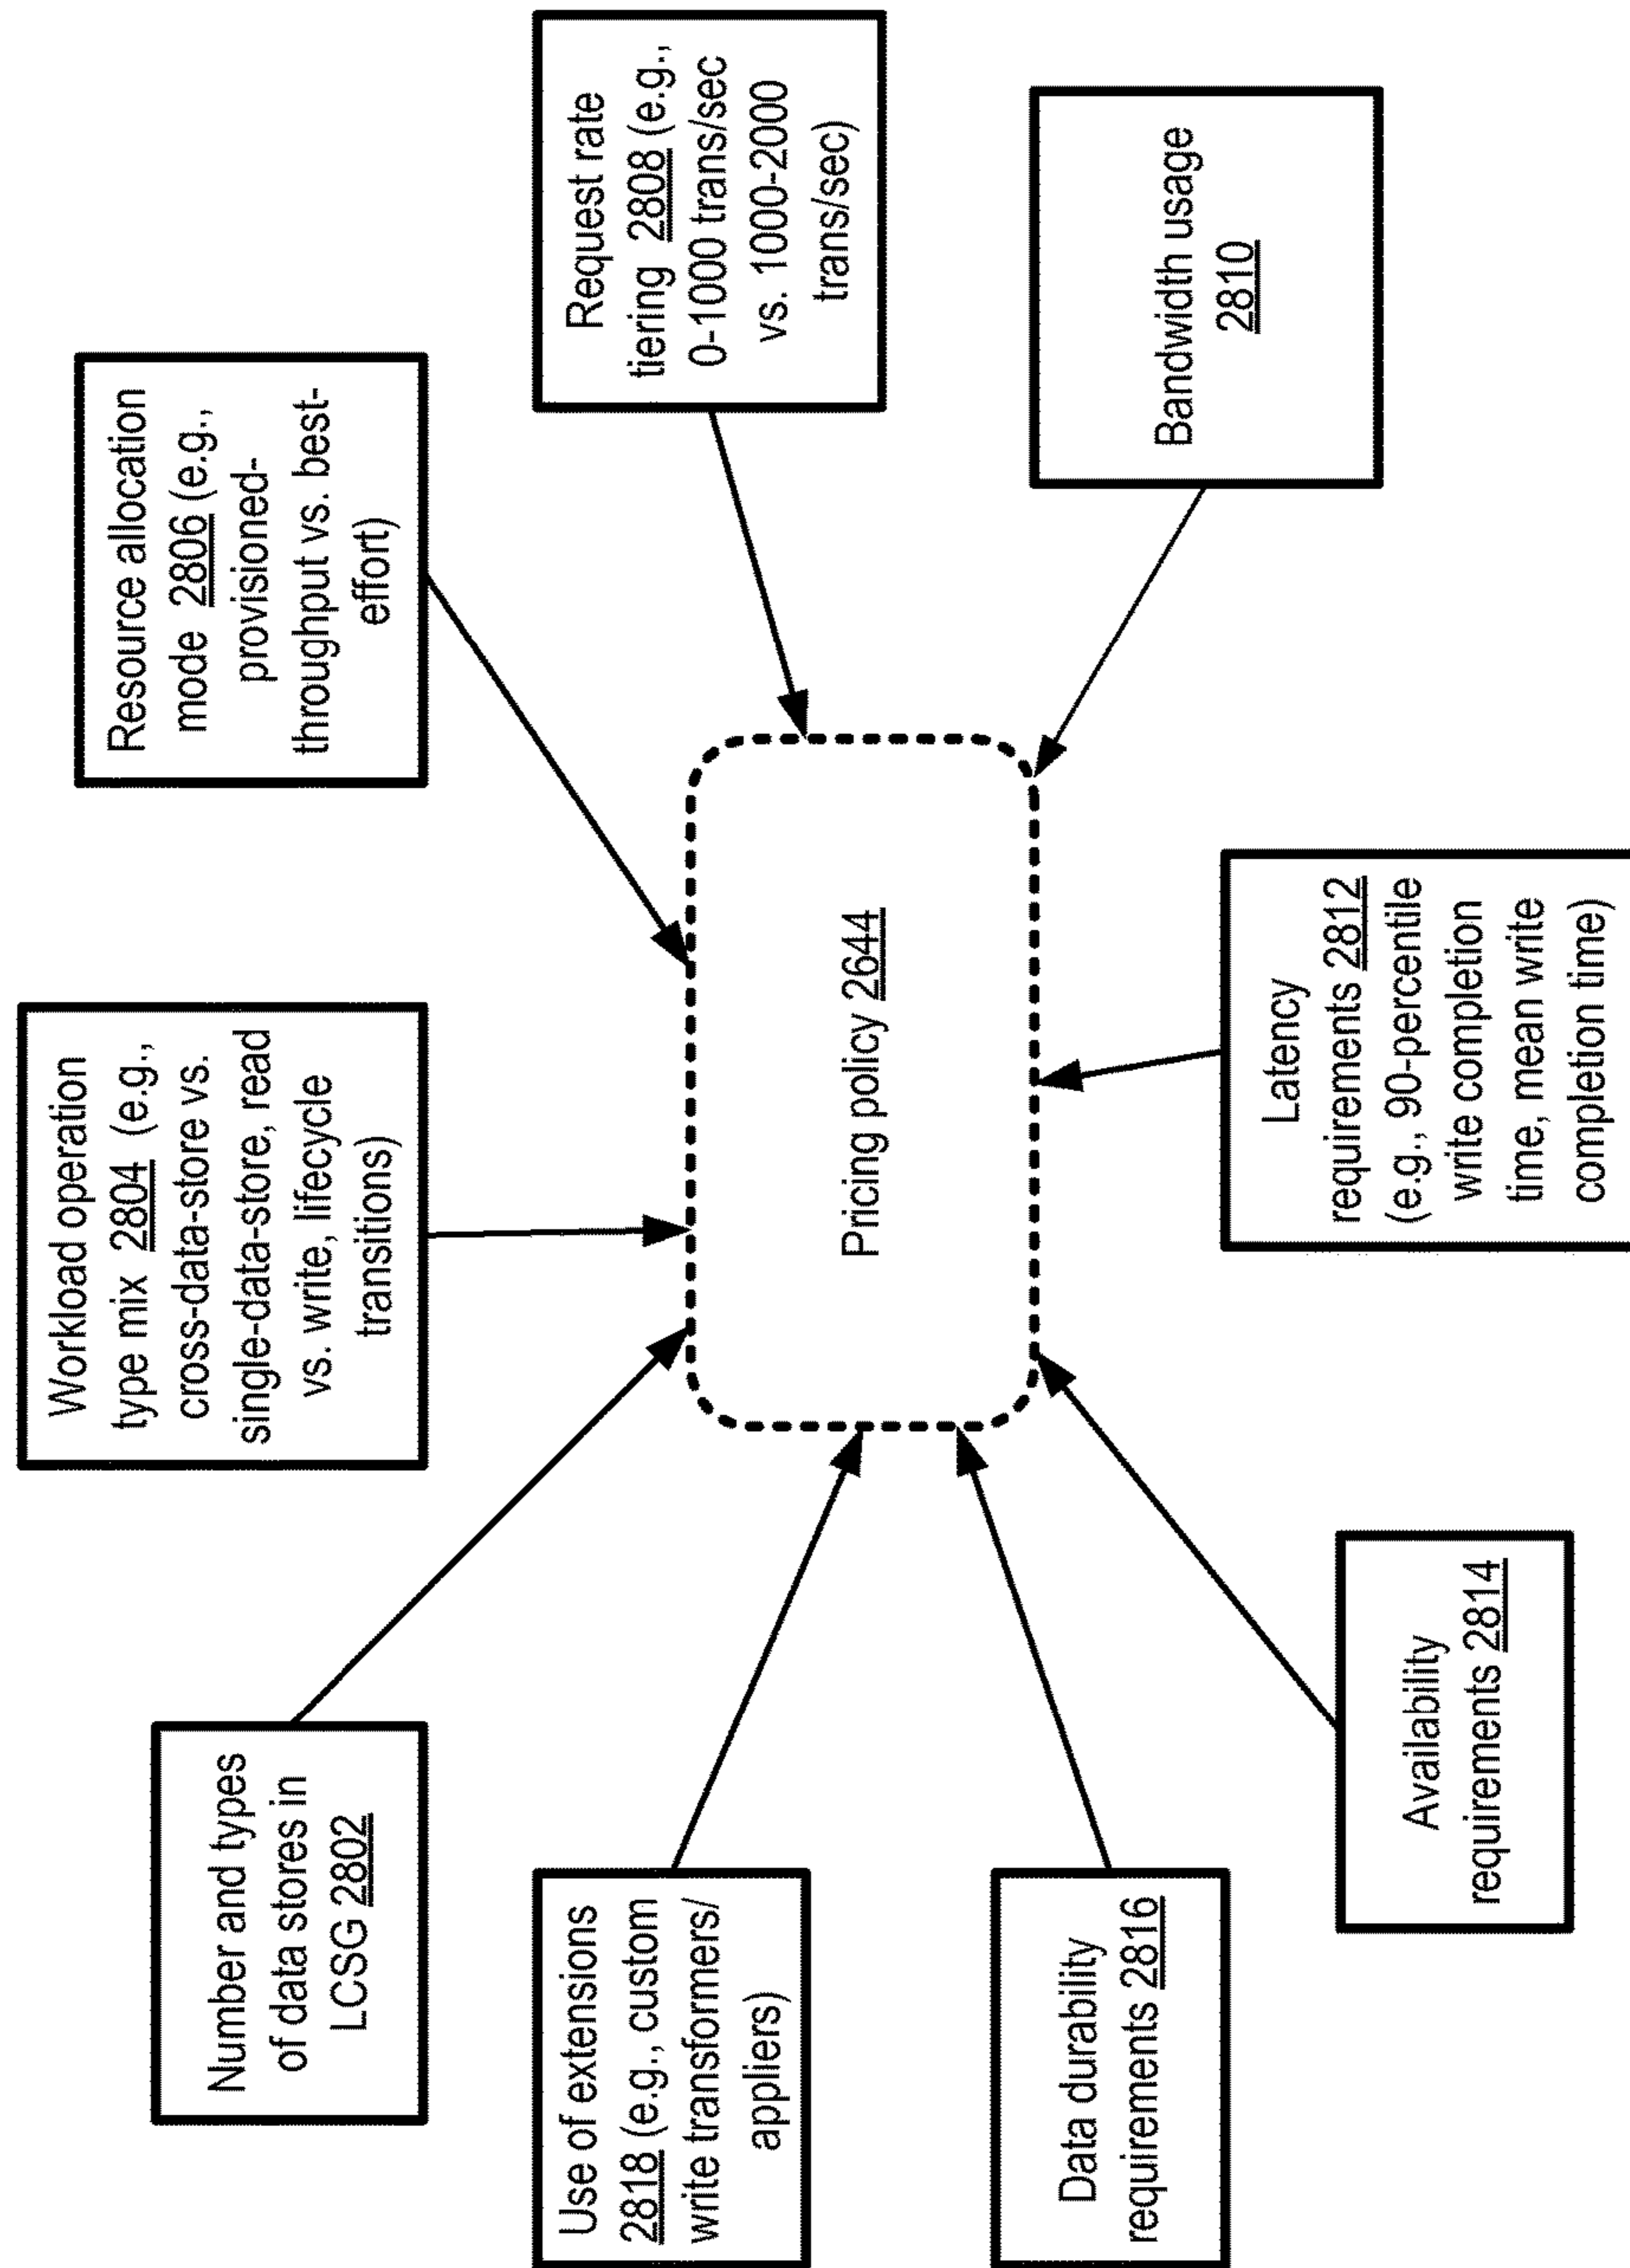 Number and types
of data stores in
LCSG 2802
Workload operation
type mix 2804 (e.g.,
cross-data-store vs.
single-data-store, read
vs. write, lifecycle
transitions)
Resource allocation
mode 2806 (e.g.,
provisioned-
throughput vs. best-
effort)
Request rate
tiering 2808 (e.g.,
0-1000 trans/sec
vs. 1000-2000
trans/sec)
Use of extensions
2818 (e.g., custom
write transformers/
appliers)
Pricing policy 2644
Bandwidth usage
2810
Data durability
requirements 2816
Availability
requirements 2814
Latency
requirements 2812
(e.g., 90-percentile
write completion
time, mean write
completion time)